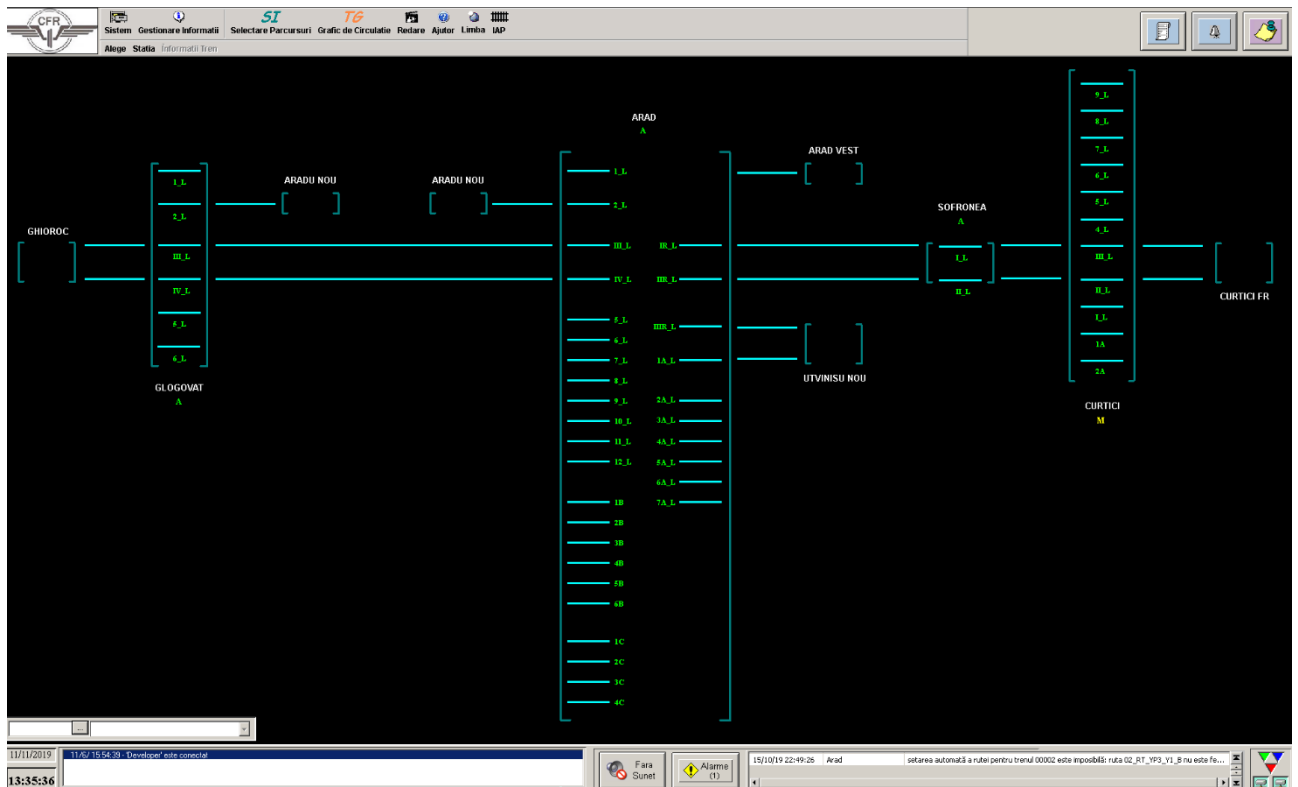 CFR
SI TG
Sistem Gestionare Informatii Selectare Parcursuri Grafic de Circulatie Redare Ajutor Limba IAP
Alege Statia Informatii Tren
GHIOROC
1_L
2_L
III_L
IV_L
5_L
6_L
GLOGOVAT
A
ARADU NOU
ARADU NOU
ARAD
A
1_L
2_L
III_L
IV_L
5_L
6_L
7_L
8_L
9_L
10_L
11_L
12_L
1B
2B
3B
4B
5B
6B
1C
2C
3C
4C
IR_L
IIR_L
IIIR_L
1A_L
2A_L
3A_L
4A_L
5A_L
6A_L
7A_L
ARAD VEST
UTVINISU NOU
SOFRONEA
A
I_L
II_L
9_L
8_L
7_L
6_L
5_L
4_L
III_L
II_L
I_L
1A
2A
CURTICI
M
CURTICI FR
...
11/11/2019
13:35:36
11/6/ 15:54:39 - 'Developer' este conectat
Fara
Sunet
Alarme
(1)
15/10/19 22:49:26 Arad setarea automată a rutei pentru trenul 00002 este imposibilă: ruta 02_RT_YP3_Y1_B nu este fe...